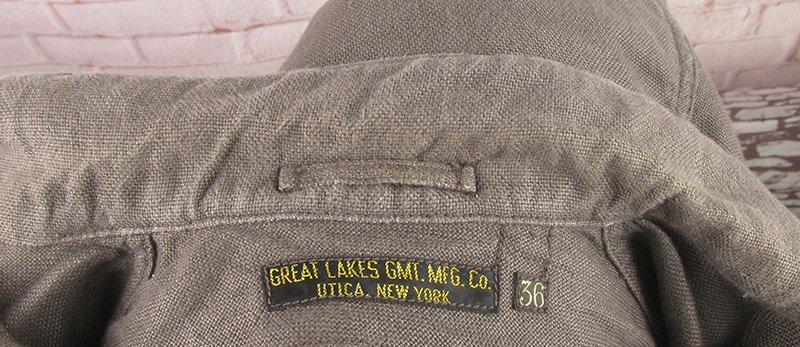 GREAT LAKES GMT. MFG. Co.
UTICA, NEW YORK
36